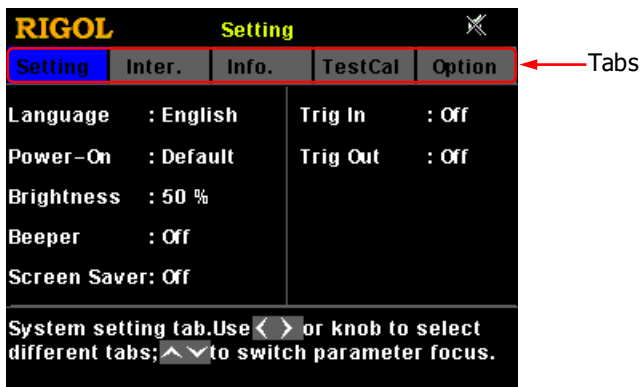 RIGOL Setting
Setting Inter. Info. TestCal Option
Tabs
Language : English
Power-On : Default
Brightness : 50 %
Beeper : Off
Screen Saver: Off
Trig In : Off
Trig Out : Off
System setting tab.Use < > or knob to select
different tabs; to switch parameter focus.